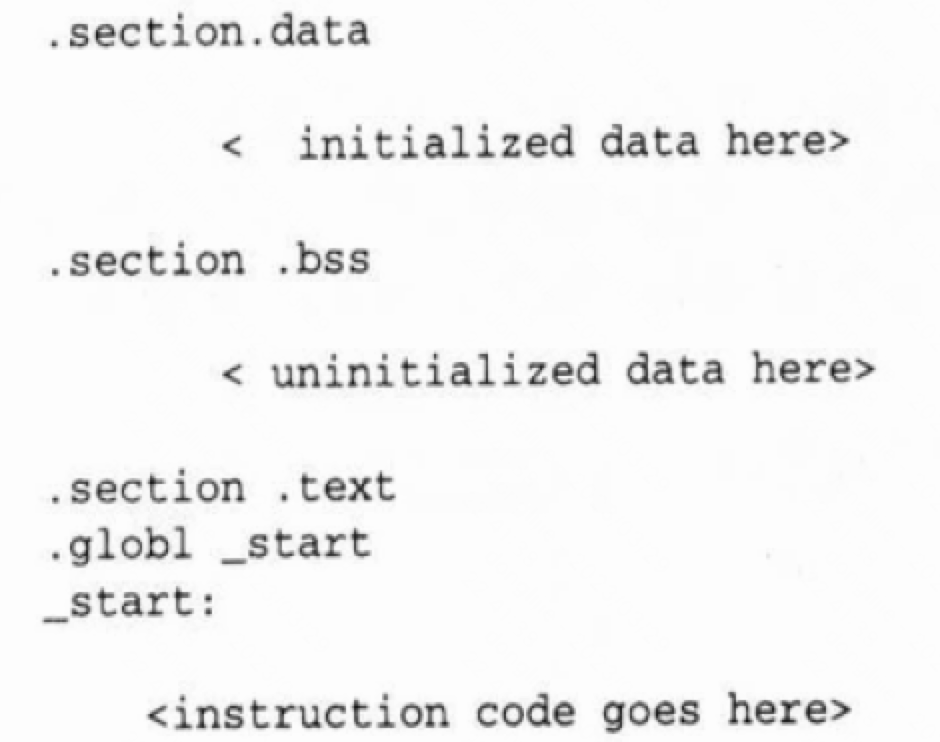 .section.data
<  initialized data here>
.section .bss
< uninitialized data here>
.section .text
.globl _start
_start:
<instruction code goes here>